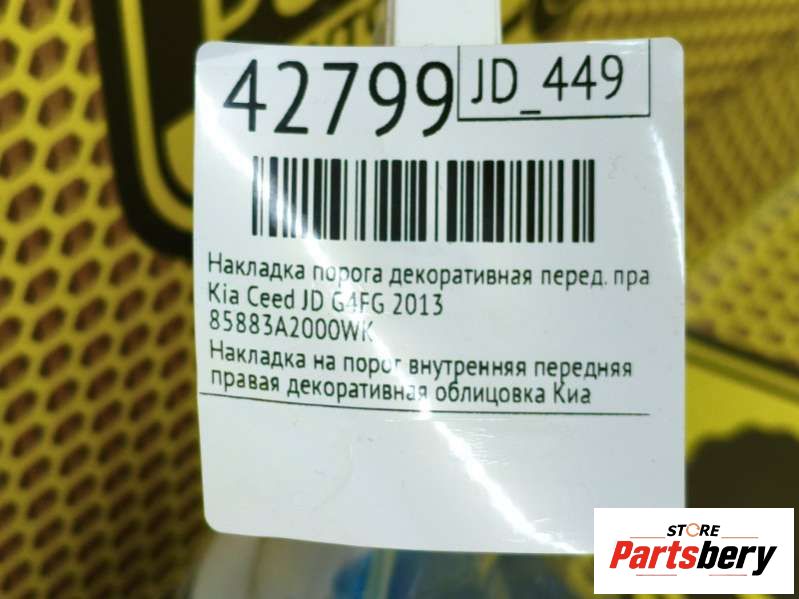 42799
JD_449
Накладка порога декоративная перед. пра
Kia Ceed JD G4FG 2013
85883A2000WK
Накладка на порог внутренняя передняя
правая декоративная облицовка Киа
STORE
Partsbery